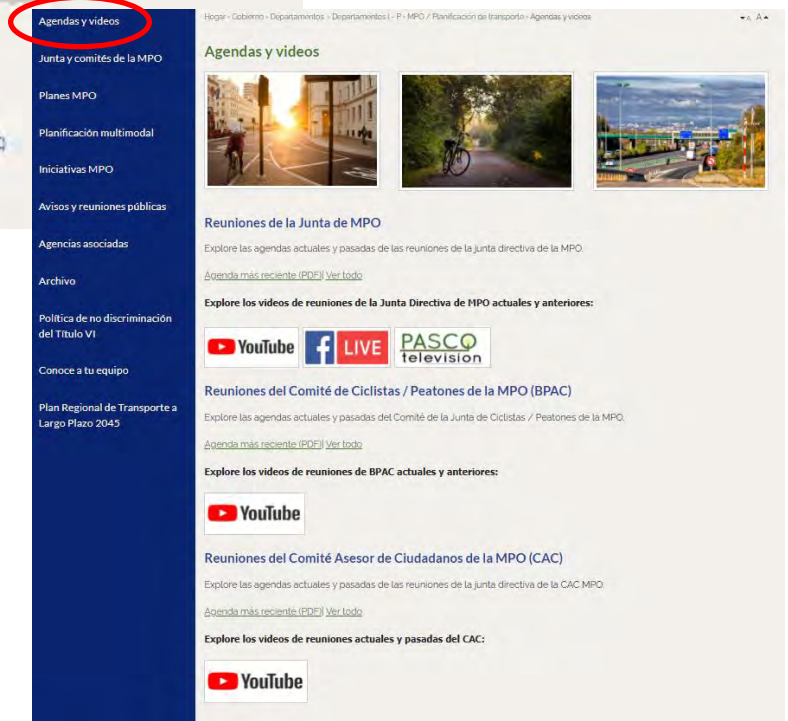 Agendas y videos
Junta y comités de la MPO
Planes MPO
Planificación multimodal
Iniciativas MPO
Avisos y reuniones públicas
Agencias asociadas
Archivo
Política de no discriminación
del Título VI
Conoce a tu equipo
Plan Regional de Transporte a
Largo Plazo 2045
Hogar › Gobierno › Departamentos › Departamentos I - P › MPO / Planificación de transporte › Agendas y videos
Agendas y videos
Reuniones de la Junta de MPO
Explore las agendas actuales y pasadas de las reuniones de la junta directiva de la MPO.
Agenda más reciente (PDF)| Ver todo
Explore los videos de reuniones de la Junta Directiva de MPO actuales y anteriores:
YouTube
f LIVE
PASCO
television
Reuniones del Comité de Ciclistas / Peatones de la MPO (BPAC)
Explore las agendas actuales y pasadas del Comité de la Junta de Ciclistas / Peatones de la MPO.
Agenda más reciente (PDF)| Ver todo
Explore los videos de reuniones de BPAC actuales y anteriores:
YouTube
Reuniones del Comité Asesor de Ciudadanos de la MPO (CAC)
Explore las agendas actuales y pasadas de las reuniones de la junta directiva de la CAC MPO.
Agenda más reciente (PDF)| Ver todo
Explore los videos de reuniones actuales y pasadas del CAC:
YouTube